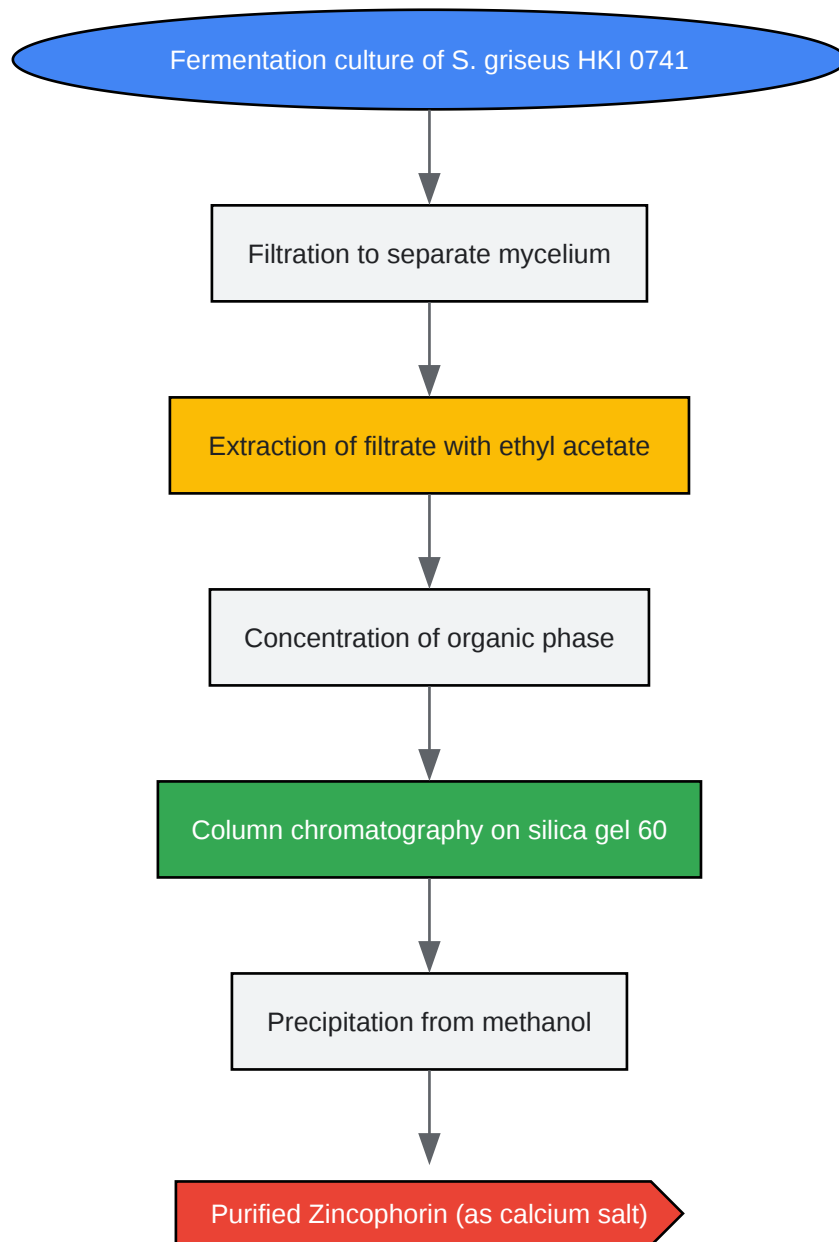 Fermentation culture of S. griseus HKI 0741
Filtration to separate mycelium
Extraction of filtrate with ethyl acetate
Concentration of organic phase
Column chromatography on silica gel 60
Precipitation from methanol
Purified Zincophorin (as calcium salt)